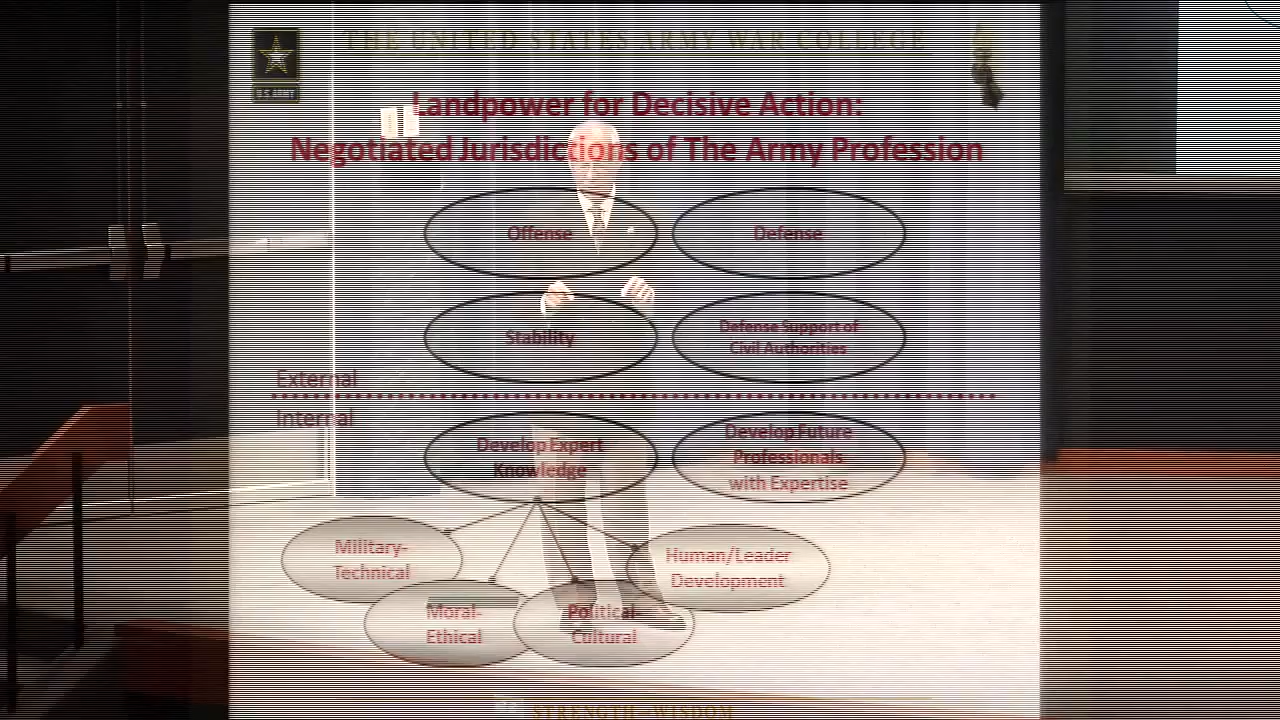 THE UNITED STATES ARMY WAR COLLEGE
U.S. ARMY
Landpower for Decisive Action:
Negotiated Jurisdictions of The Army Profession
Offense
Defense
Stability
Defense Support of
Civil Authorities
External
Internal
Develop Expert
Knowledge
Develop Future
Professionals
with Expertise
Military-
Technical
Human/Leader
Development
Moral-
Ethical
Political-
Cultural
STRENGTH—WISDOM